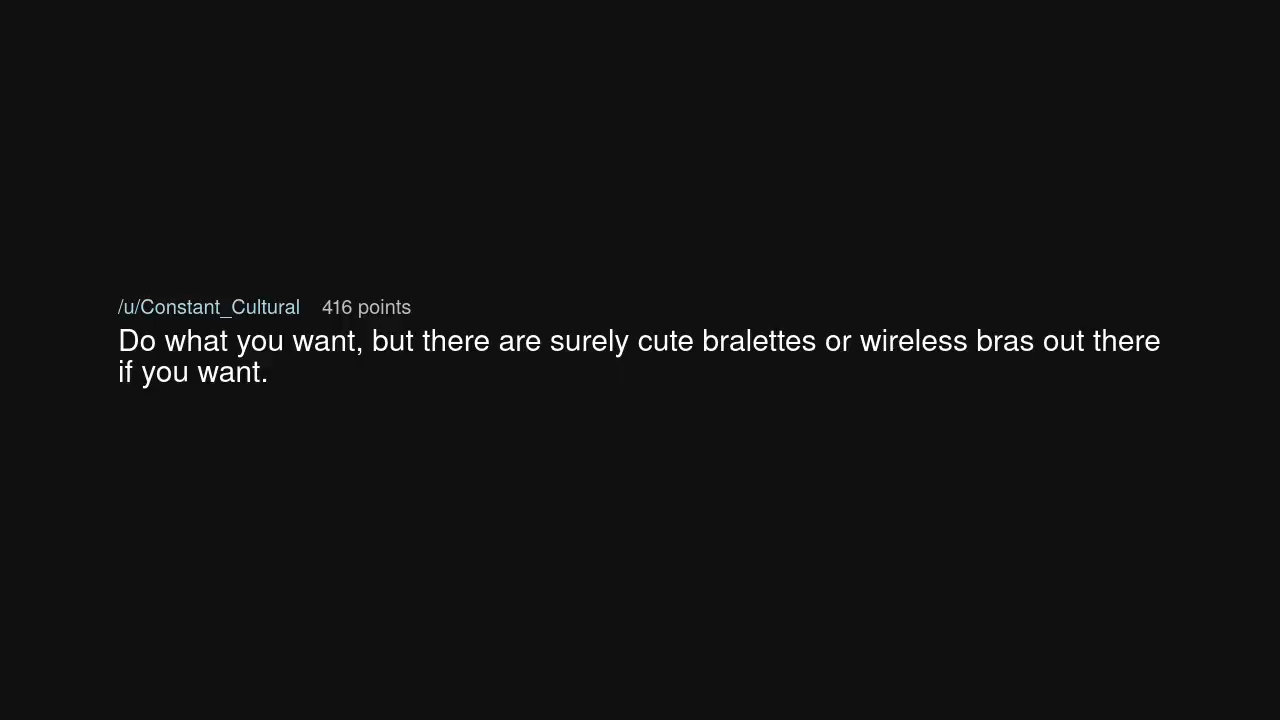 /u/Constant_Cultural 416 points
Do what you want, but there are surely cute bralettes or wireless bras out there
if you want.